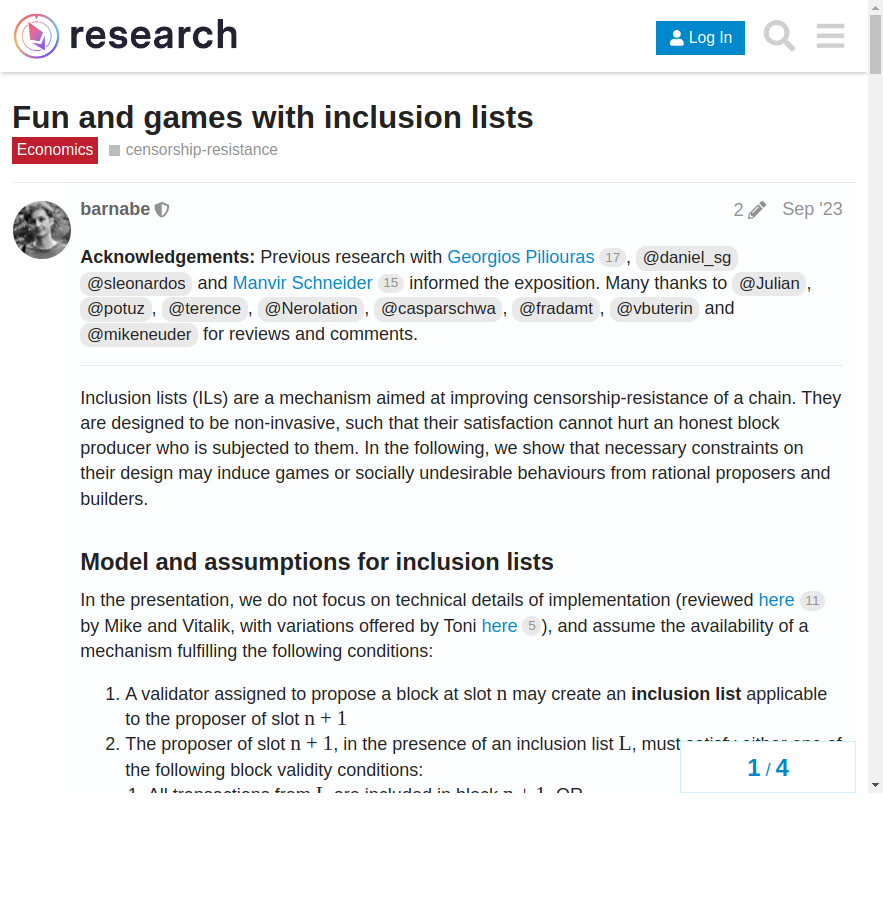 research
Log In
Fun and games with inclusion lists
Economics censorship-resistance
barnabe 2 Sep '23
Acknowledgements: Previous research with Georgios Piliouras 17 , @daniel_sg
@sleonardos and Manvir Schneider 15 informed the exposition. Many thanks to @Julian ,
@potuz , @terence , @Nerolation , @casparschwa , @fradamt , @vbuterin and
@mikeneuder for reviews and comments.
Inclusion lists (ILs) are a mechanism aimed at improving censorship-resistance of a chain. They
are designed to be non-invasive, such that their satisfaction cannot hurt an honest block
producer who is subjected to them. In the following, we show that necessary constraints on
their design may induce games or socially undesirable behaviours from rational proposers and
builders.
Model and assumptions for inclusion lists
In the presentation, we do not focus on technical details of implementation (reviewed here 11
by Mike and Vitalik, with variations offered by Toni here 5 ), and assume the availability of a
mechanism fulfilling the following conditions:
1. A validator assigned to propose a block at slot n may create an inclusion list applicable
to the proposer of slot n + 1
2. The proposer of slot n + 1, in the presence of an inclusion list L, must satisfy either one of
the following block validity conditions:
1. All transactions from L are included in block n + 1, OR
1 / 4